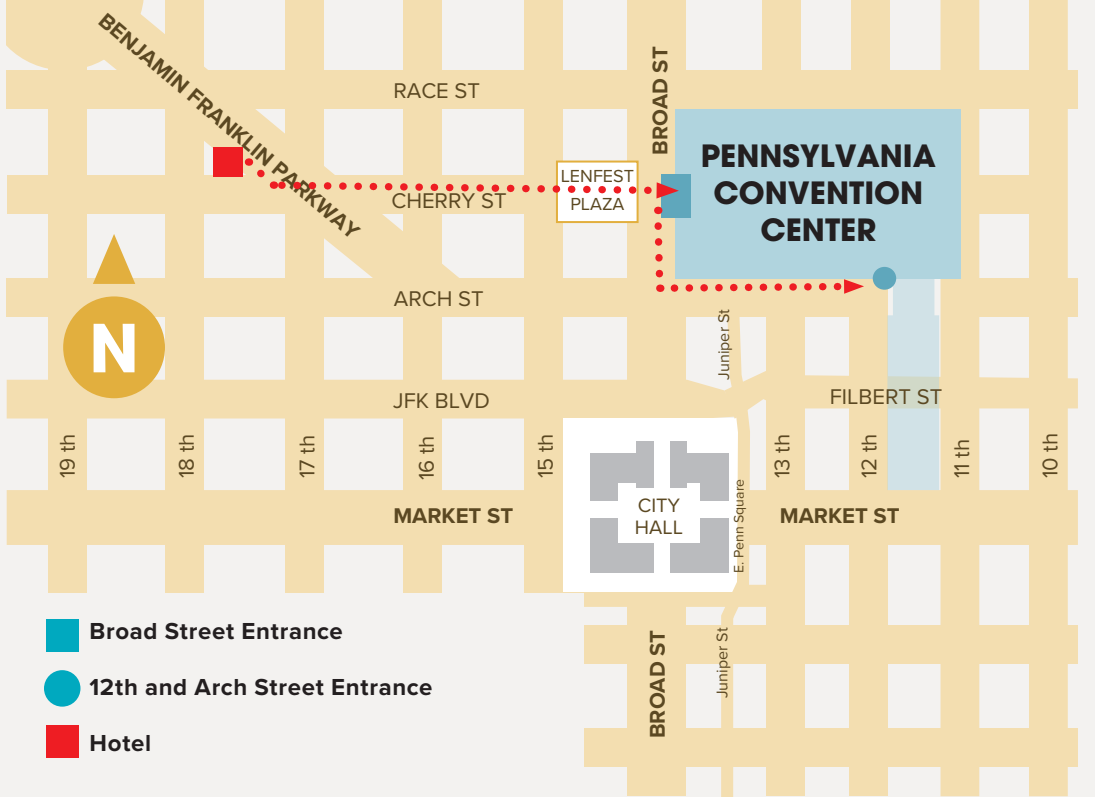 BENJAMIN FRANKLIN PARKWAY
RACE ST
BROAD ST
PENNSYLVANIA
CONVENTION
CENTER
LENFEST
PLAZA
CHERRY ST
ARCH ST
Juniper St
N
JFK BLVD
FILBERT ST
19 th
18 th
17 th
16 th
15 th
13 th
12 th
11 th
10 th
MARKET ST
CITY
HALL
E. Penn Square
MARKET ST
Broad Street Entrance
12th and Arch Street Entrance
Hotel
BROAD ST
Juniper St